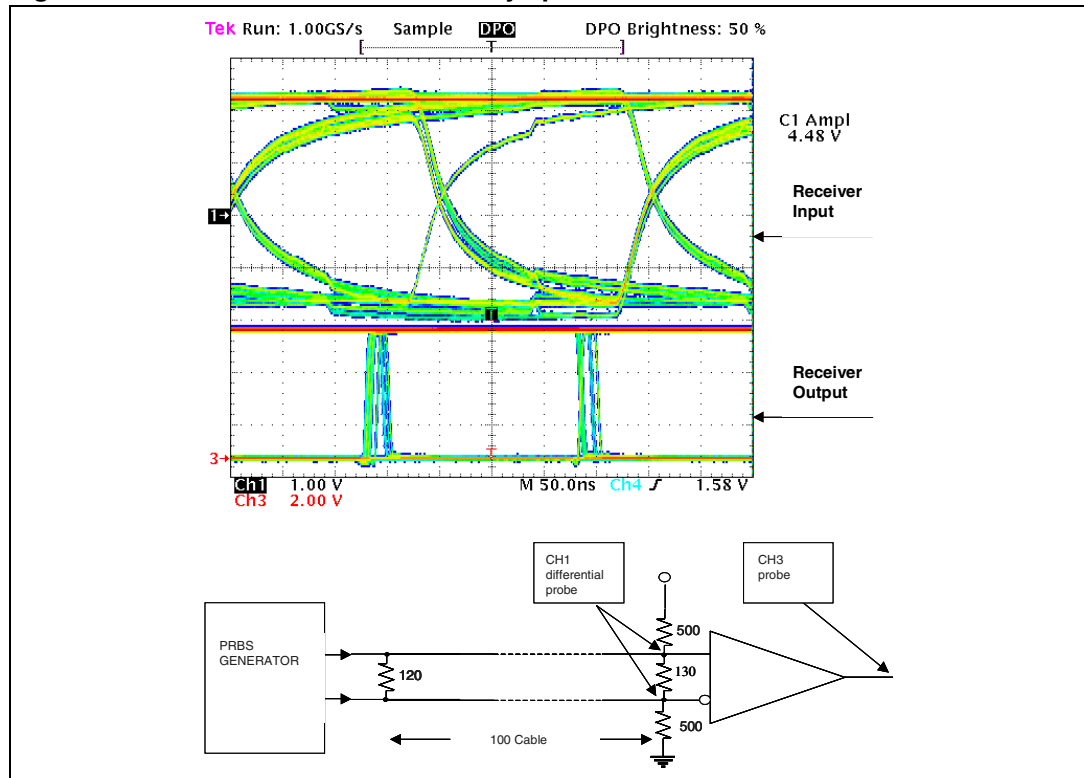 Tek Run: 1.00GS/s Sample DPO DPO Brightness: 50 %
C1 Ampl
4.48 V
Receiver
Input
1
T
Receiver
Output
3
T
Ch1 1.00 V M 50.0ns Ch4 1.58 V
Ch3 2.00 V
CH1
differential
probe
CH3
probe
PRBS
GENERATOR
500
120
130
500
100 Cable